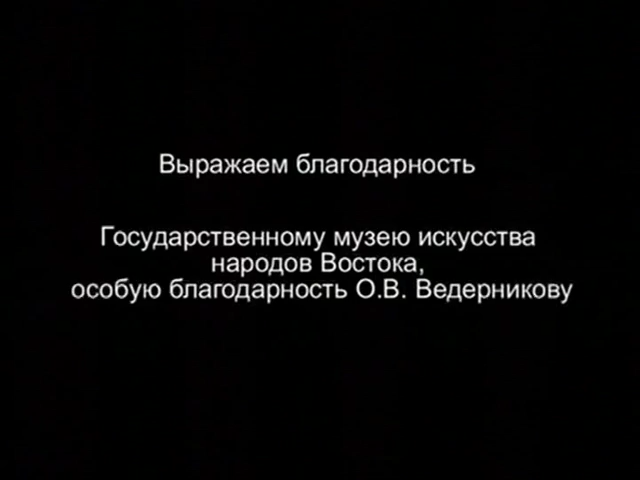 Выражаем благодарность
Государственному музею искусства
народов Востока,
особую благодарность О.В. Ведерникову